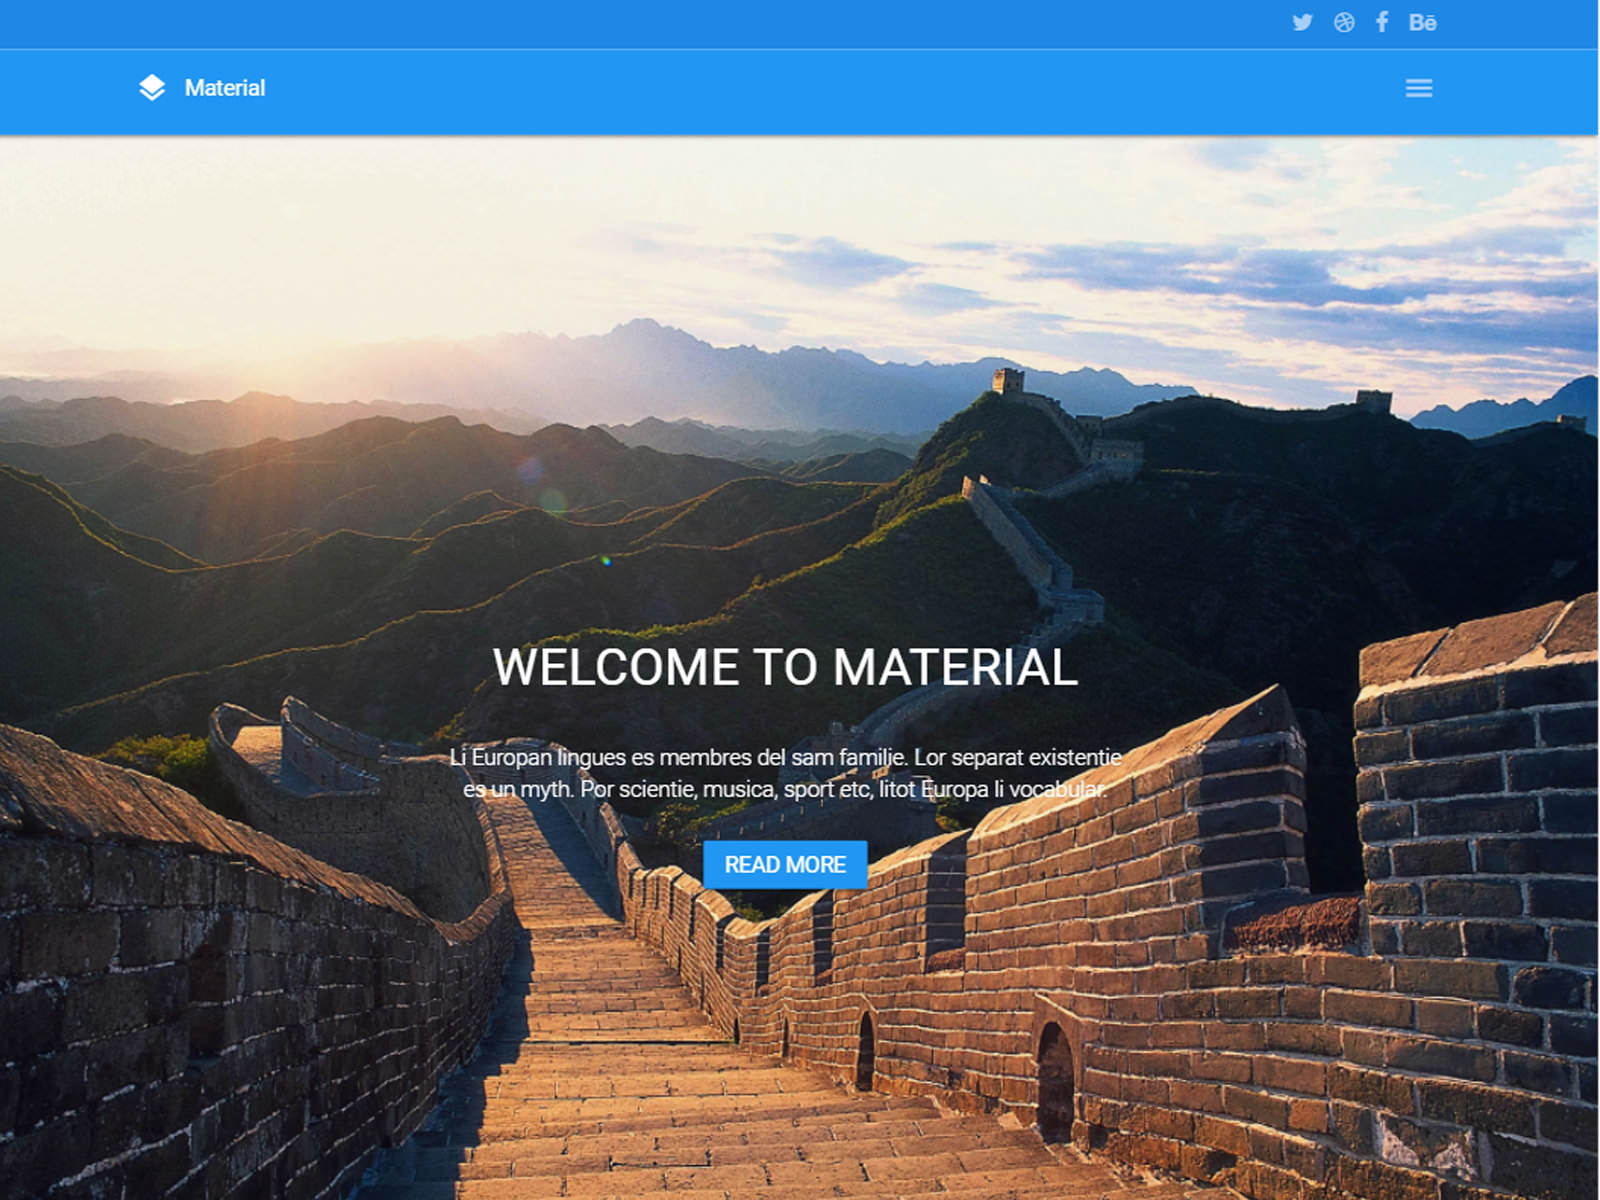 Bē
Material
WELCOME TO MATERIAL
Li Europan lingues es membres del sam familie. Lor separat existentie
es un myth. Por scientie, musica, sport etc, litot Europa li vocabular.
READ MORE